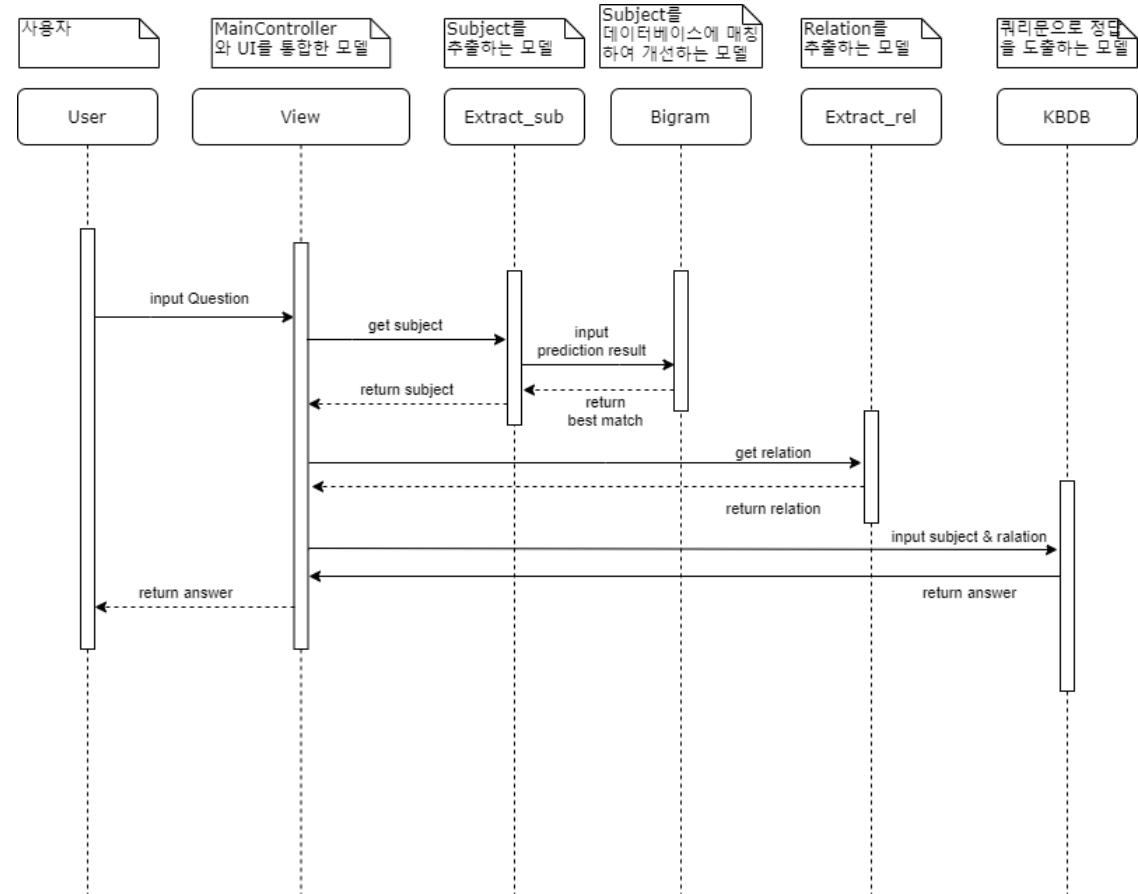 사용자
MainController
와 UI를 통합한 모델
Subject를
추출하는 모델
Subject를
데이터베이스에 매칭
하여 개선하는 모델
Relation를
추출하는 모델
쿼리문으로 정답
을 도출하는 모델
User
View
Extract_sub
Bigram
Extract_rel
KBDB
input Question
get subject
input
prediction result
return subject
return
best match
get relation
return relation
input subject & ralation
return answer
return answer